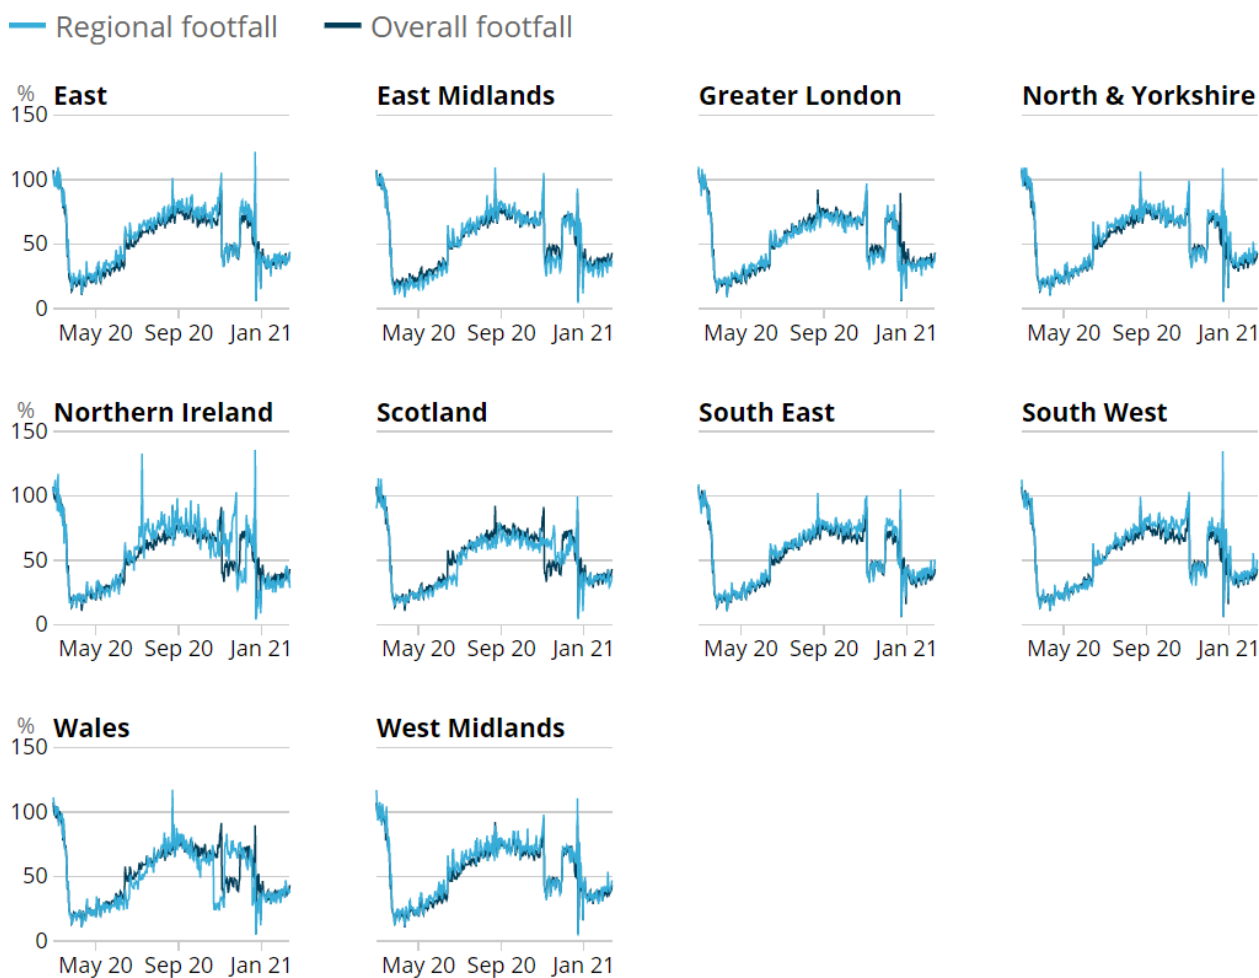 Regional footfall Overall footfall
% East East Midlands Greater London North & Yorkshire
150
100
50
0
May 20 Sep 20 Jan 21 May 20 Sep 20 Jan 21 May 20 Sep 20 Jan 21 May 20 Sep 20 Jan 21
% Northern Ireland Scotland South East South West
150
100
50
0
May 20 Sep 20 Jan 21 May 20 Sep 20 Jan 21 May 20 Sep 20 Jan 21 May 20 Sep 20 Jan 21
% Wales West Midlands
150
100
50
0
May 20 Sep 20 Jan 21 May 20 Sep 20 Jan 21